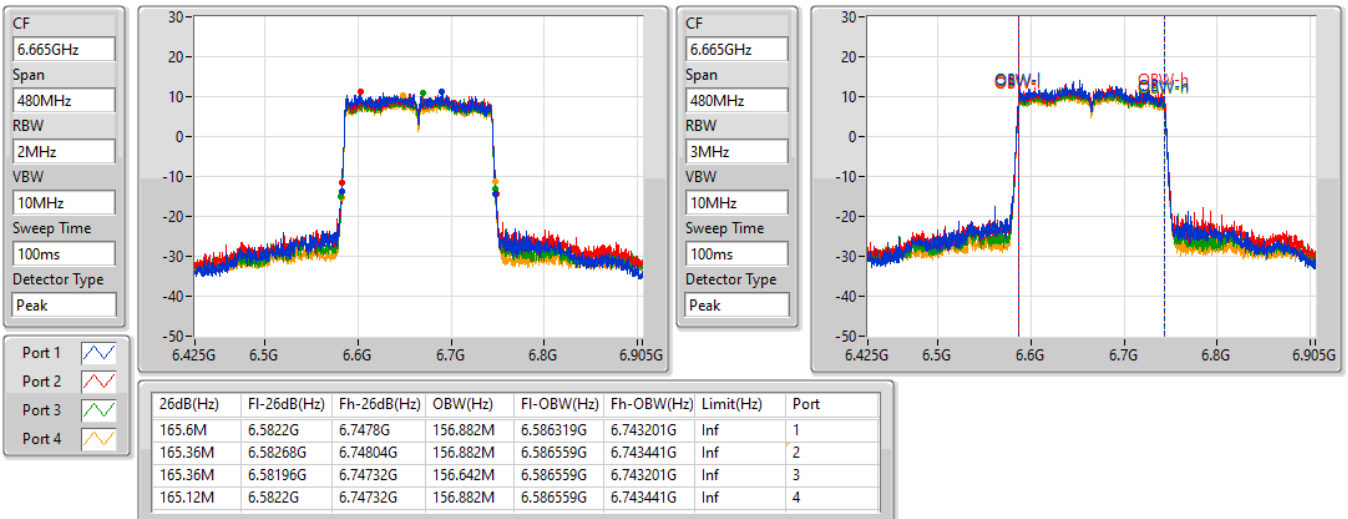 CF
6.665GHz
Span
480MHz
RBW
2MHz
VBW
10MHz
Sweep Time
100ms
Detector Type
Peak
30
20
10
0
-10
-20
-30
-40
-50
6.425G 6.5G 6.6G 6.7G 6.8G 6.905G
CF
6.665GHz
Span
480MHz
RBW
3MHz
VBW
10MHz
Sweep Time
100ms
Detector Type
Peak
30
20
10
0
-10
-20
-30
-40
-50
OBW-l OBW-h
OBW-h
6.425G 6.5G 6.6G 6.7G 6.8G 6.905G
Port 1
Port 2
Port 3
Port 4
26dB(Hz) Fl-26dB(Hz) Fh-26dB(Hz) OBW(Hz) Fl-OBW(Hz) Fh-OBW(Hz) Limit(Hz) Port
165.6M 6.5822G 6.7478G 156.882M 6.586319G 6.743201G Inf 1
165.36M 6.58268G 6.74804G 156.882M 6.586559G 6.743441G Inf 2
165.36M 6.58196G 6.74732G 156.642M 6.586559G 6.743201G Inf 3
165.12M 6.5822G 6.74732G 156.882M 6.586559G 6.743441G Inf 4